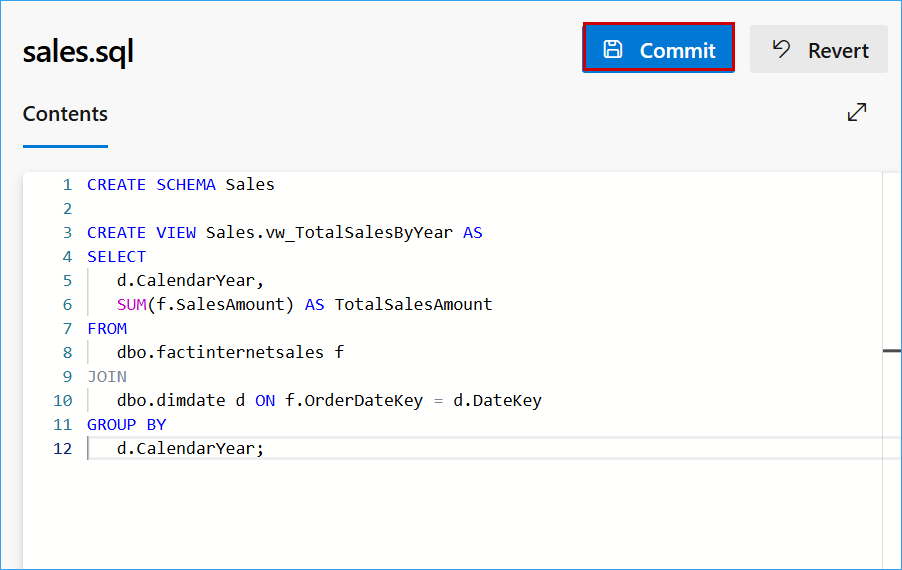 sales.sql
Commit
Revert
Contents
1 CREATE SCHEMA Sales
2
3 CREATE VIEW Sales.vw_TotalSalesByYear AS
4 SELECT
5 d.CalendarYear,
6 SUM(f.SalesAmount) AS TotalSalesAmount
7 FROM
8 dbo.factinternetsales f
9 JOIN
10 dbo.dimdate d ON f.OrderDateKey = d.DateKey
11 GROUP BY
12 d.CalendarYear;